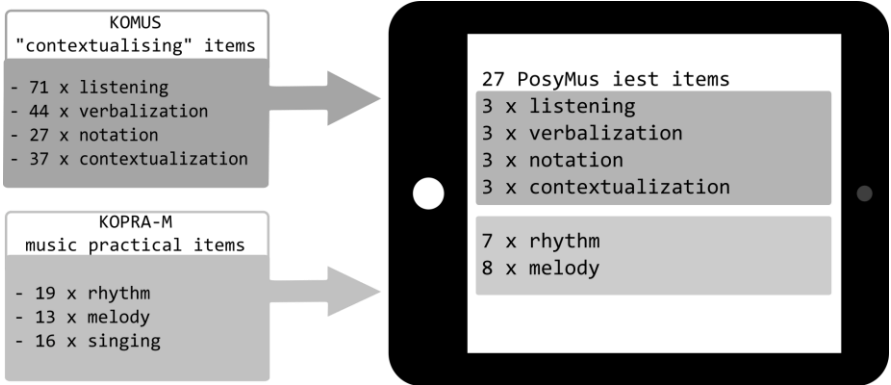 KOMUS
"contextualising" items
- 71 x listening
- 44 x verbalization
- 27 x notation
- 37 x contextualization
KOPRA-M
music practical items
- 19 x rhythm
- 13 x melody
- 16 x singing
27 PosyMus iest items
3 x listening
3 x verbalization
3 x notation
3 x contextualization
7 x rhythm
8 x melody